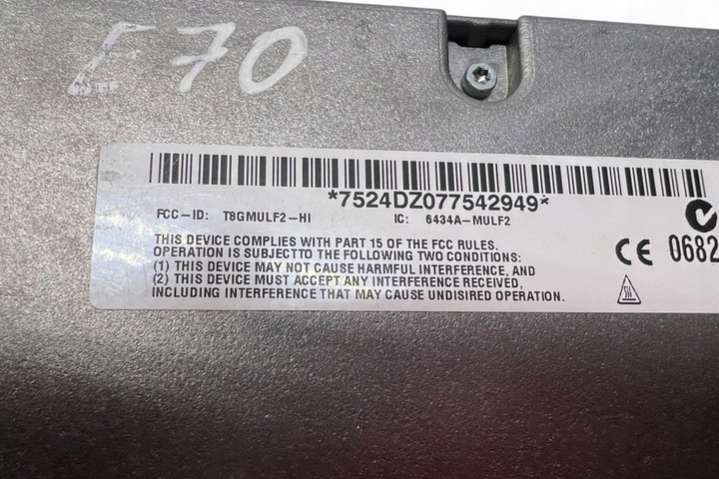 E70
*7524DZ077542949*
FCC-ID: T8GMULF2-HI IC: 6434A-MULF2
THIS DEVICE COMPLIES WITH PART 15 OF THE FCC RULES.
OPERATION IS SUBJECTTO THE FOLLOWING TWO CONDITIONS:
(1) THIS DEVICE MAY NOT CAUSE HARMFUL INTERFERENCE, AND
(2) THIS DEVICE MUST ACCEPT ANY INTERFERENCE RECEIVED,
INCLUDING INTERFERENCE THAT MAY CAUSE UNDISIRED OPERATION.
CE 0682